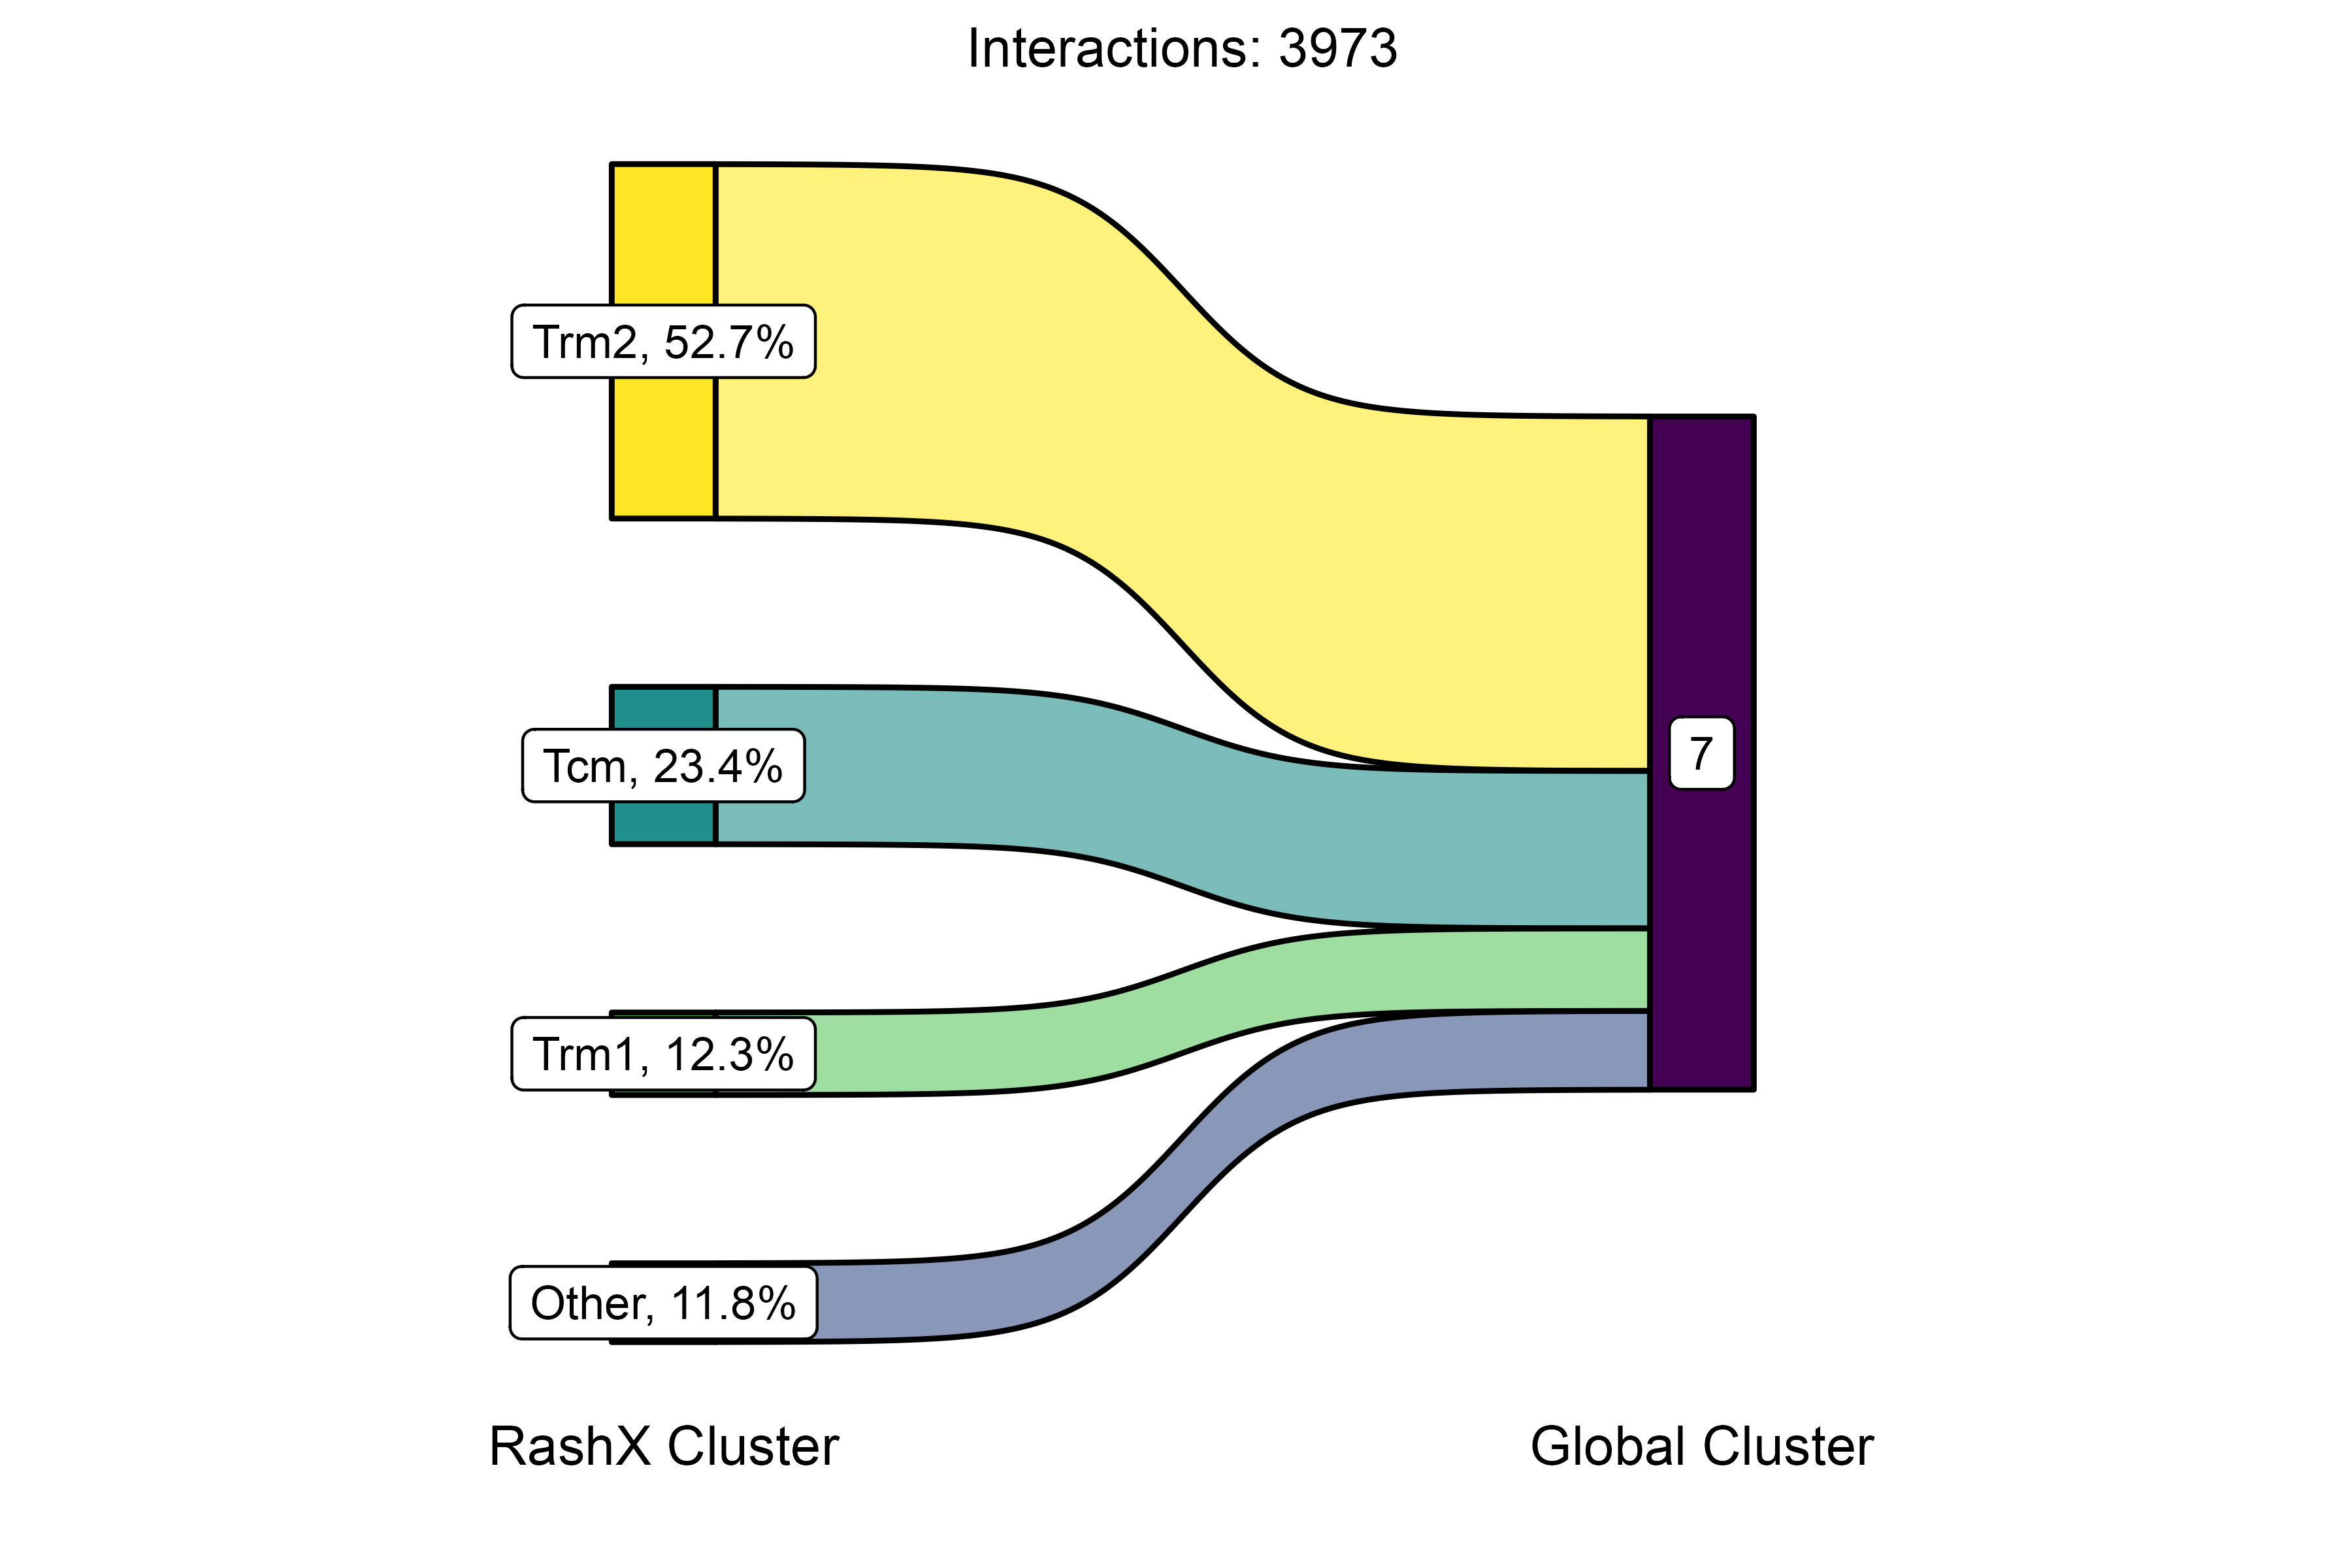 Interactions: 3973
Trm2, 52.7%
7
Tcm, 23.4%
Trm1, 12.3%
Other, 11.8%
RashX Cluster
Global Cluster